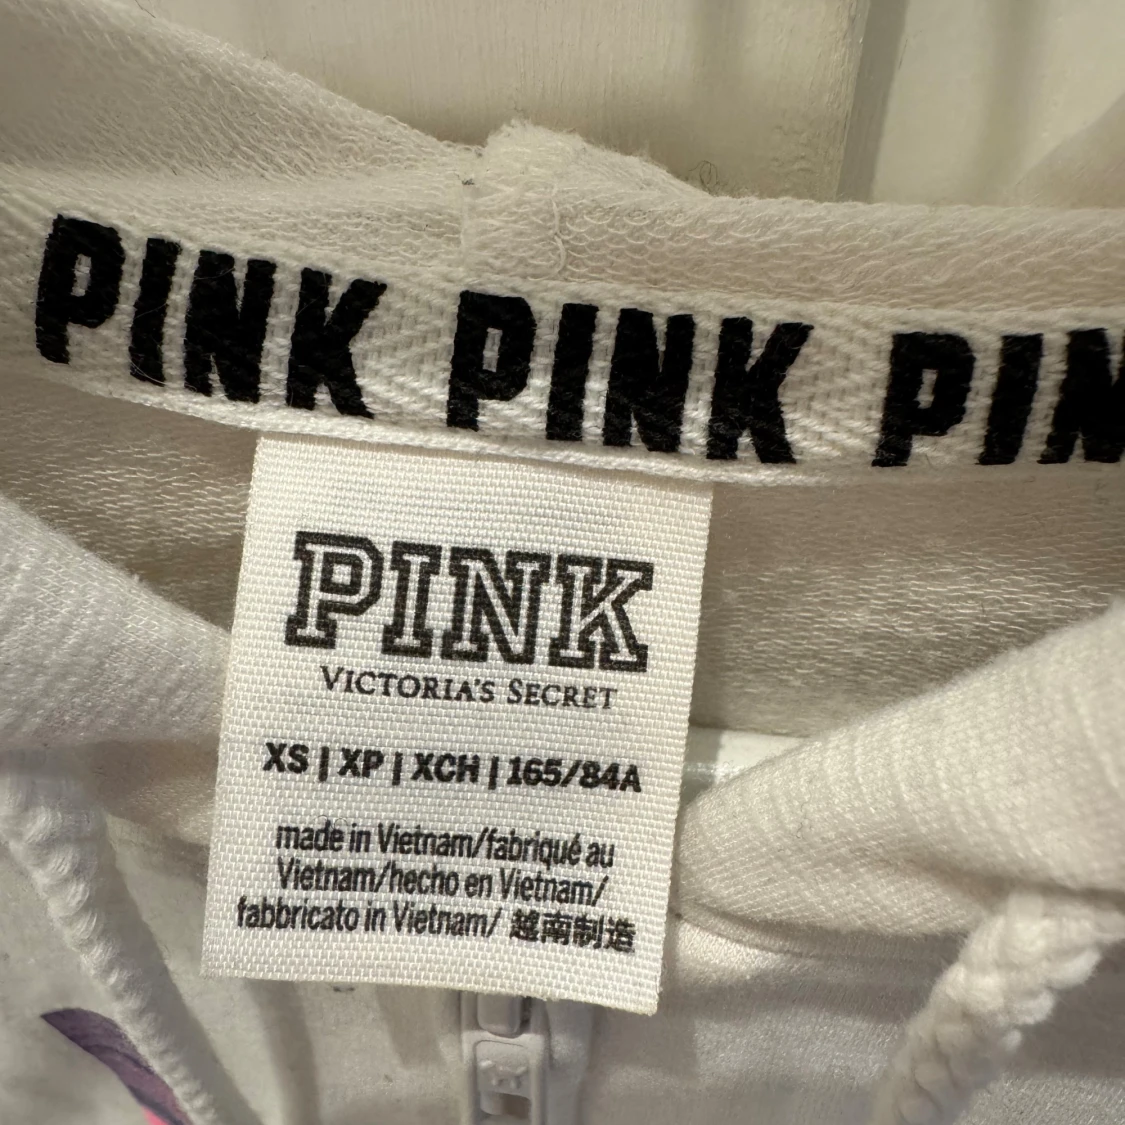 PINK PINK PIN
PINK
VICTORIA'S SECRET
XS | XP | XCH | 165/84A
made in Vietnam/fabriqué au
Vietnam/hecho en Vietnam/
fabbricato in Vietnam/ 越南制造